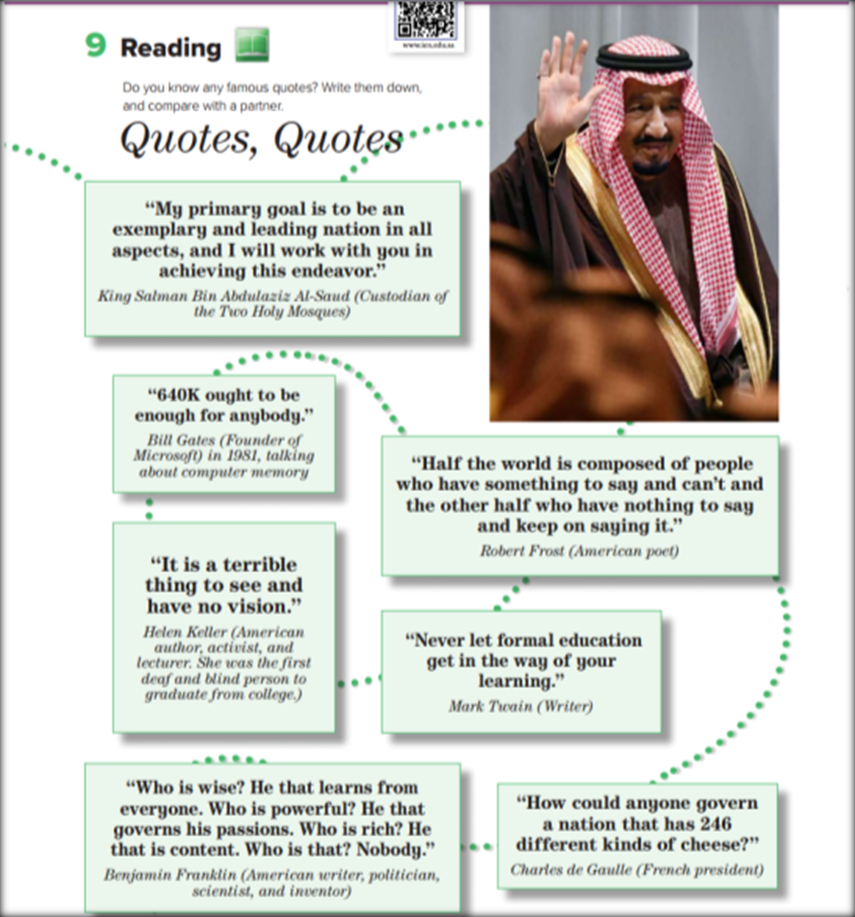 9 Reading
Do you know any famous quotes? Write them down,
and compare with a partner.
Quotes, Quotes
www.ien.edu.sa
“My primary goal is to be an
exemplary and leading nation in all
aspects, and I will work with you in
achieving this endeavor.”
King Salman Bin Abdulaziz Al-Saud (Custodian of
the Two Holy Mosques)
“640K ought to be
enough for anybody.”
Bill Gates (Founder of
Microsoft) in 1981, talking
about computer memory
“Half the world is composed of people
who have something to say and can’t and
the other half who have nothing to say
and keep on saying it.”
Robert Frost (American poet)
“It is a terrible
thing to see and
have no vision.”
Helen Keller (American
author, activist, and
lecturer. She was the first
deaf and blind person to
graduate from college.)
“Never let formal education
get in the way of your
learning.”
Mark Twain (Writer)
“Who is wise? He that learns from
everyone. Who is powerful? He that
governs his passions. Who is rich? He
that is content. Who is that? Nobody.”
Benjamin Franklin (American writer, politician,
scientist, and inventor)
“How could anyone govern
a nation that has 246
different kinds of cheese?”
Charles de Gaulle (French president)